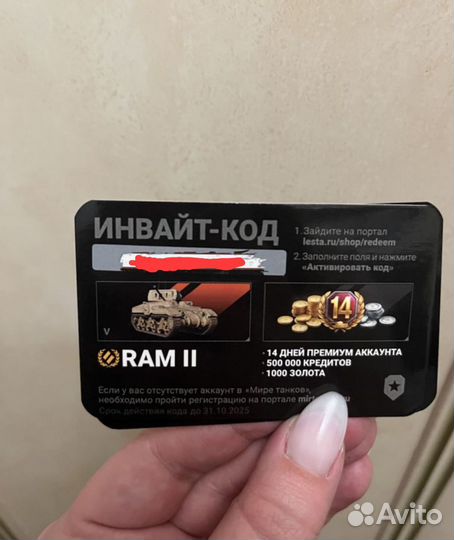 ИНВАЙТ-КОД
1. Зайдите на портал
lesta.ru/shop/redeem
2. Заполните поля и нажмите
«Активировать код»
V
14
RAM II
· 14 ДНЕЙ ПРЕМИУМ АККАУНТА
· 500 000 КРЕДИТОВ
· 1000 ЗОЛОТА
Если у вас отсутствует аккаунт в «Мире танков»,
необходимо пройти регистрацию на портале
Срок действия кода до 31.10.2025
Avito